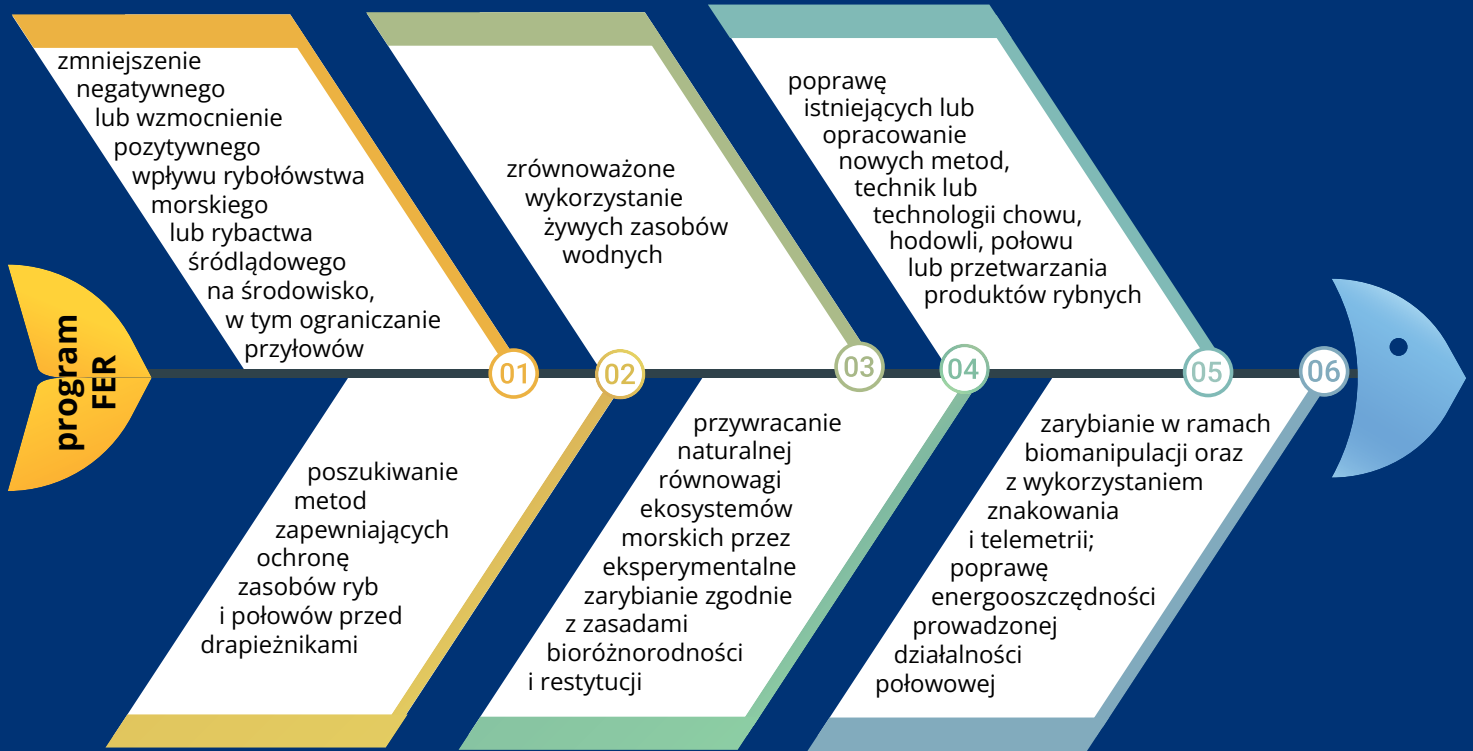 program
FER
zmniejszenie
negatywnego
lub wzmocnienie
pozytywnego
wpływu rybołówstwa
morskiego
lub rybactwa
śródlądowego
na środowisko,
w tym ograniczanie
przyłowów
01
poszukiwanie
metod
zapewniających
ochronę
zasobów ryb
i połowów przed
drapieżnikami
02
zrównoważone
wykorzystanie
żywych zasobów
wodnych
03
przywracanie
naturalnej
równowagi
ekosystemów
morskich przez
eksperymentalne
zarybianie zgodnie
z zasadami
bioróżnorodności
i restytucji
04
poprawę
istniejących lub
opracowanie
nowych metod,
technik lub
technologii chowu,
hodowli, połowu
lub przetwarzania
produktów rybnych
05
zarybianie w ramach
biomanipulacji oraz
z wykorzystaniem
znakowania
i telemetrii;
poprawę
energooszczędności
prowadzonej
działalności
połowowej
06